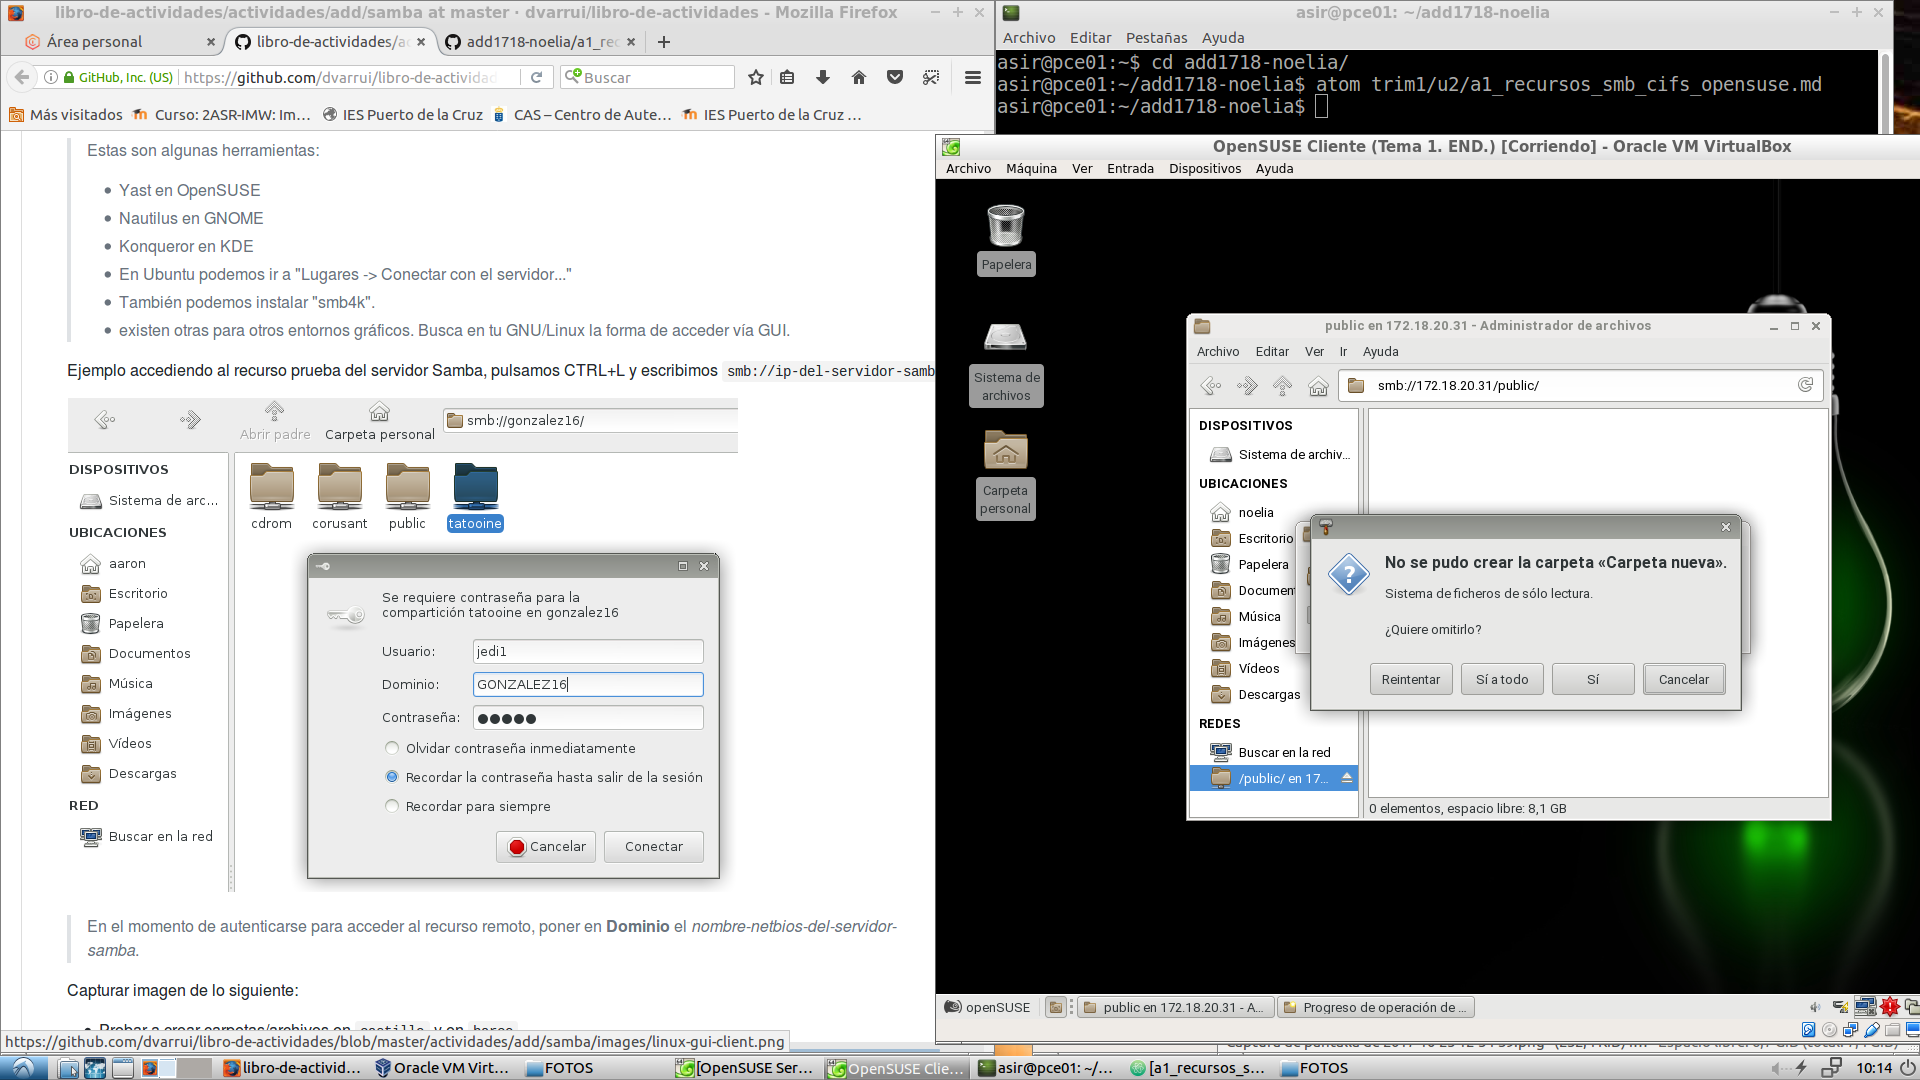 libro-de-actividades/actividades/add/samba at master · dvarrui/libro-de-actividades - Mozilla Firefox
Área personal
libro-de-actividades/ac
add1718-noelia/a1_rec
GitHub, Inc. (US)
https://github.com/dvarrui/libro-de-actividad
Buscar
Más visitados
Curso: 2ASR-IMW: Im...
IES Puerto de la Cruz
CAS – Centro de Aute...
IES Puerto de la Cruz ...
Estas son algunas herramientas:
Yast en OpenSUSE
Nautilus en GNOME
Konqueror en KDE
En Ubuntu podemos ir a "Lugares -> Conectar con el servidor..."
También podemos instalar "smb4k".
existen otras para otros entornos gráficos. Busca en tu GNU/Linux la forma de acceder vía GUI.
Ejemplo accediendo al recurso prueba del servidor Samba, pulsamos CTRL+L y escribimos smb://ip-del-servidor-samb
Abrir padre
Carpeta personal
smb://gonzalez16/
DISPOSITIVOS
Sistema de arc...
UBICACIONES
aaron
Escritorio
Papelera
Documentos
Música
Imágenes
Vídeos
Descargas
RED
Buscar en la red
cdrom
corusant
public
tatooine
Se requiere contraseña para la
compartición tatooine en gonzalez16
Usuario:
jedi1
Dominio:
GONZALEZ16
Contraseña:
●●●●●
Olvidar contraseña inmediatamente
Recordar la contraseña hasta salir de la sesión
Recordar para siempre
Cancelar
Conectar
En el momento de autenticarse para acceder al recurso remoto, poner en Dominio el nombre-netbios-del-servidor-
samba.
Capturar imagen de lo siguiente:
Probar a crear carpetas/archivos en castillo y en barco
https://github.com/dvarrui/libro-de-actividades/blob/master/actividades/add/samba/images/linux-gui-client.png
asir@pce01: ~/add1718-noelia
Archivo Editar Pestañas Ayuda
asir@pce01:~$ cd add1718-noelia/
asir@pce01:~/add1718-noelia$ atom trim1/u2/a1_recursos_smb_cifs_opensuse.md
asir@pce01:~/add1718-noelia$
OpenSUSE Cliente (Tema 1. END.) [Corriendo] - Oracle VM VirtualBox
Archivo Máquina Ver Entrada Dispositivos Ayuda
Papelera
Sistema de
archivos
Carpeta
personal
public en 172.18.20.31 - Administrador de archivos
Archivo Editar Ver Ir Ayuda
smb://172.18.20.31/public/
DISPOSITIVOS
Sistema de archiv...
UBICACIONES
noelia
Escritorio
Papelera
Documen
Música
Imágenes
Vídeos
Descargas
REDES
Buscar en la red
/public/ en 17...
0 elementos, espacio libre: 8,1 GB
No se pudo crear la carpeta «Carpeta nueva».
Sistema de ficheros de sólo lectura.
¿Quiere omitirlo?
Reintentar
Sí a todo
Sí
Cancelar
openSUSE
public en 172.18.20.31 - A...
Progreso de operación de ...
libro-de-activid...
Oracle VM Virt...
FOTOS
[OpenSUSE Ser...
OpenSUSE Clie...
asir@pce01: ~/...
[a1_recursos_s...
FOTOS
10:14